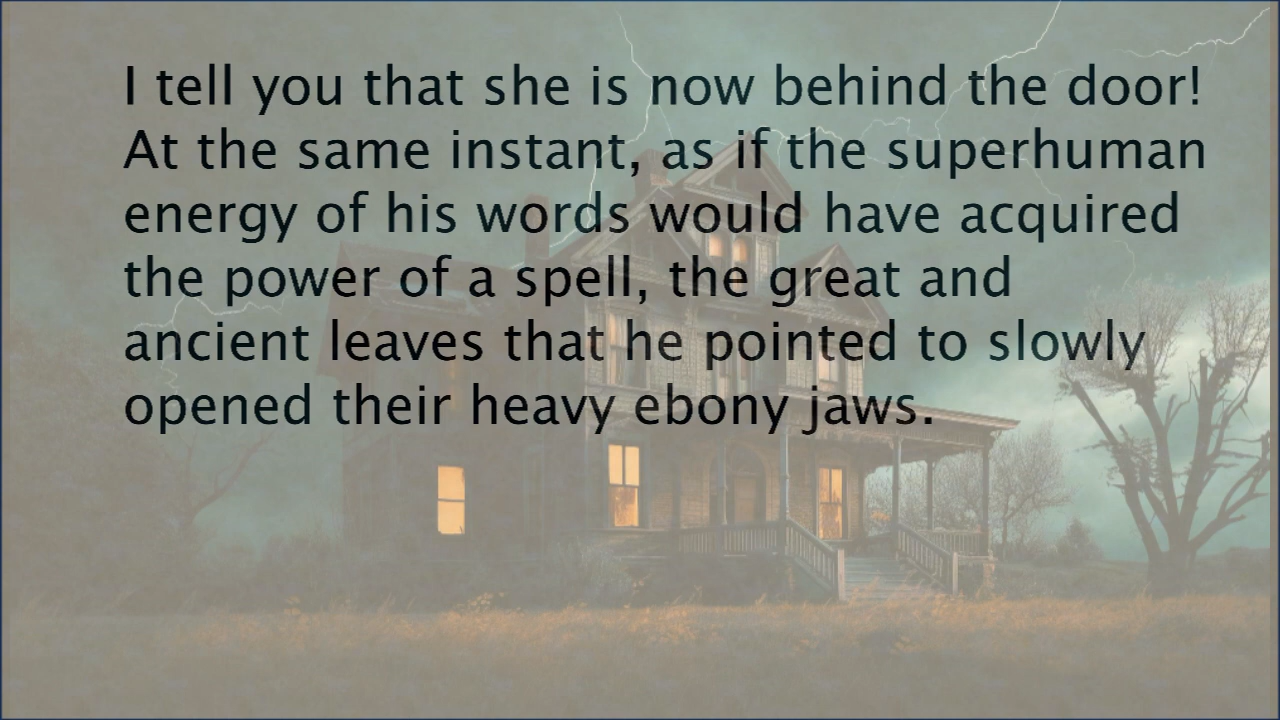 I tell you that she is now behind the door!
At the same instant, as if the superhuman
energy of his words would have acquired
the power of a spell, the great and
ancient leaves that he pointed to slowly
opened their heavy ebony jaws.